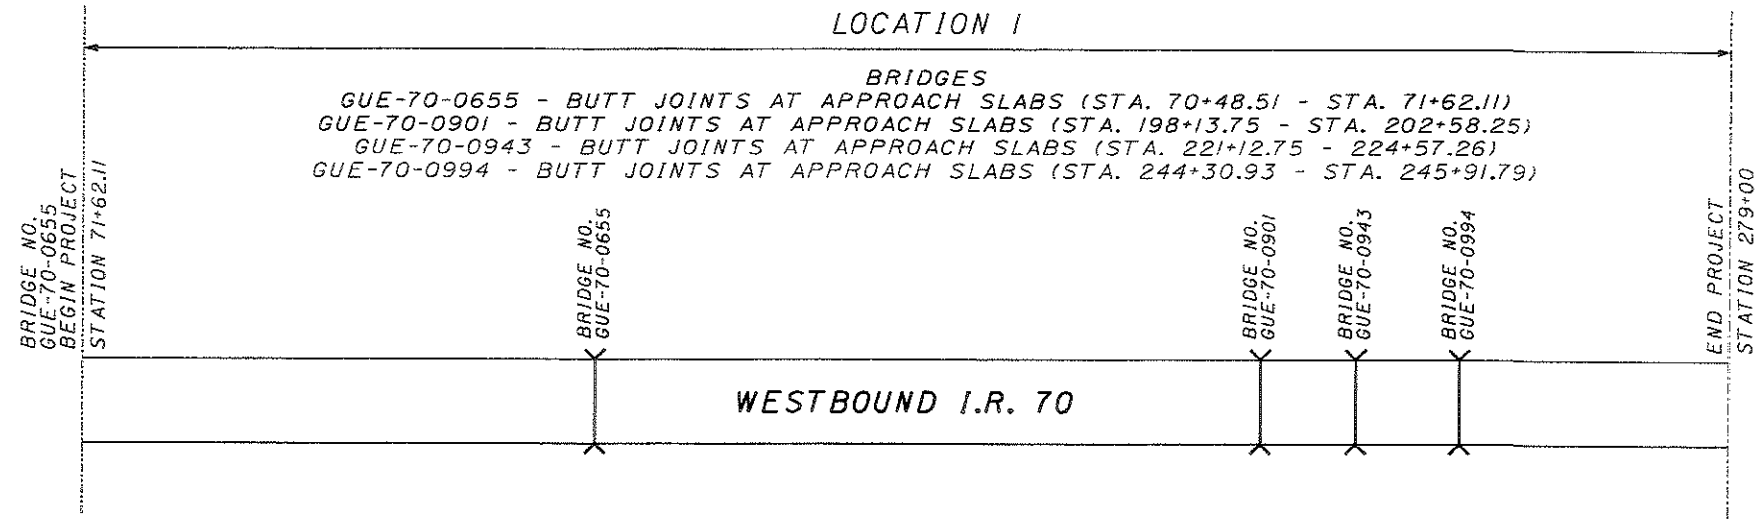 LOCATION 1
BRIDGES
GUE-70-0655 - BUTT JOINTS AT APPROACH SLABS (STA. 70+48.51 - STA. 71+62.11)
GUE-70-0901 - BUTT JOINTS AT APPROACH SLABS (STA. 198+13.75 - STA. 202+58.25)
GUE-70-0943 - BUTT JOINTS AT APPROACH SLABS (STA. 221+12.75 - 224+57.26)
GUE-70-0994 - BUTT JOINTS AT APPROACH SLABS (STA. 244+30.93 - STA. 245+91.79)
BRIDGE NO.
GUE-70-0655
BEGIN PROJECT
STATION 71+62.11
BRIDGE NO.
GUE-70-0655
BRIDGE NO.
GUE-70-0901
BRIDGE NO.
GUE-70-0943
BRIDGE NO.
GUE-70-0994
END PROJECT
STATION 279+00
WESTBOUND I.R. 70